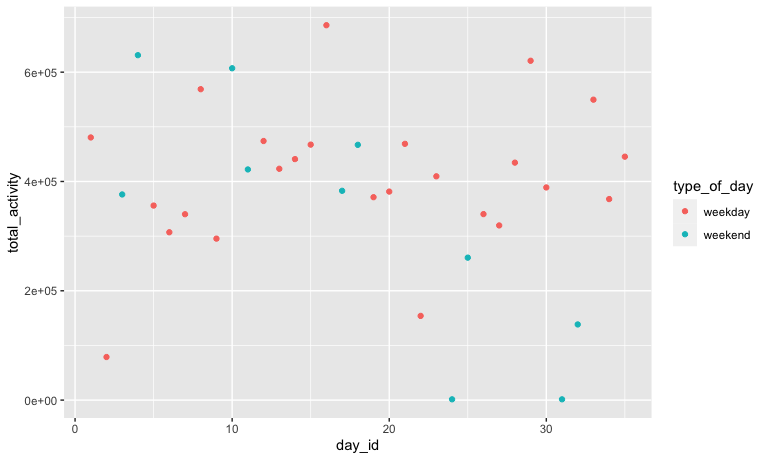 6e+05
4e+05
2e+05
0e+00
total_activity
0
10
20
30
day_id
type_of_day
weekday
weekend